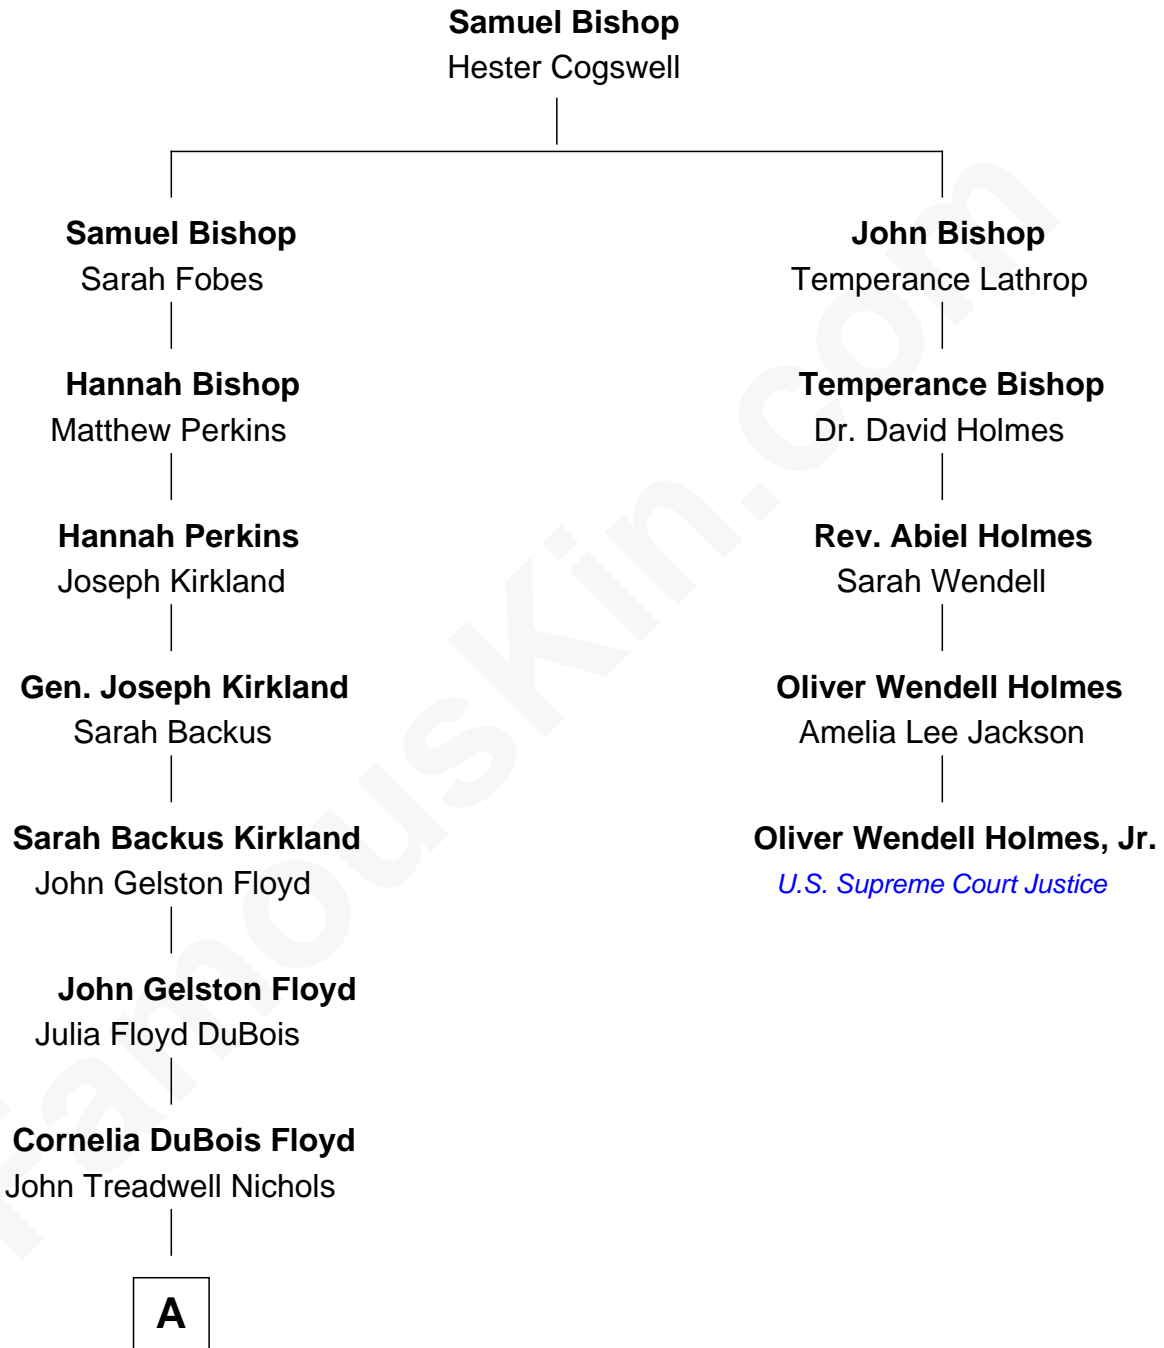 Samuel Bishop
Hester Cogswell
Samuel Bishop
Sarah Fobes
Hannah Bishop
Matthew Perkins
Hannah Perkins
Joseph Kirkland
Gen. Joseph Kirkland
Sarah Backus
Sarah Backus Kirkland
John Gelston Floyd
John Gelston Floyd
Julia Floyd DuBois
Cornelia DuBois Floyd
John Treadwell Nichols
A
John Bishop
Temperance Lathrop
Temperance Bishop
Dr. David Holmes
Rev. Abiel Holmes
Sarah Wendell
Oliver Wendell Holmes
Amelia Lee Jackson
Oliver Wendell Holmes, Jr.
U.S. Supreme Court Justice
FamousKin.com